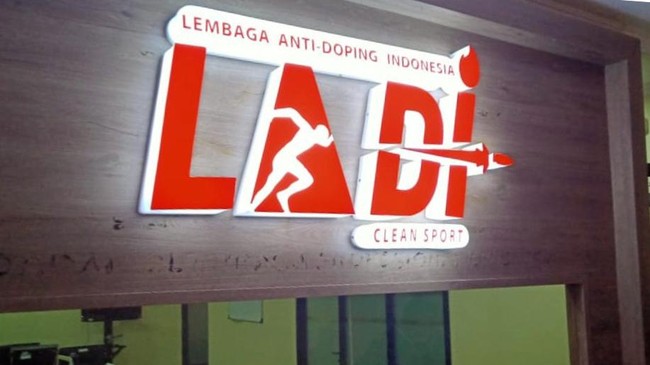 LEMBAGA ANTI-DOPING INDONESIA
LADi
CLEAN SPORT